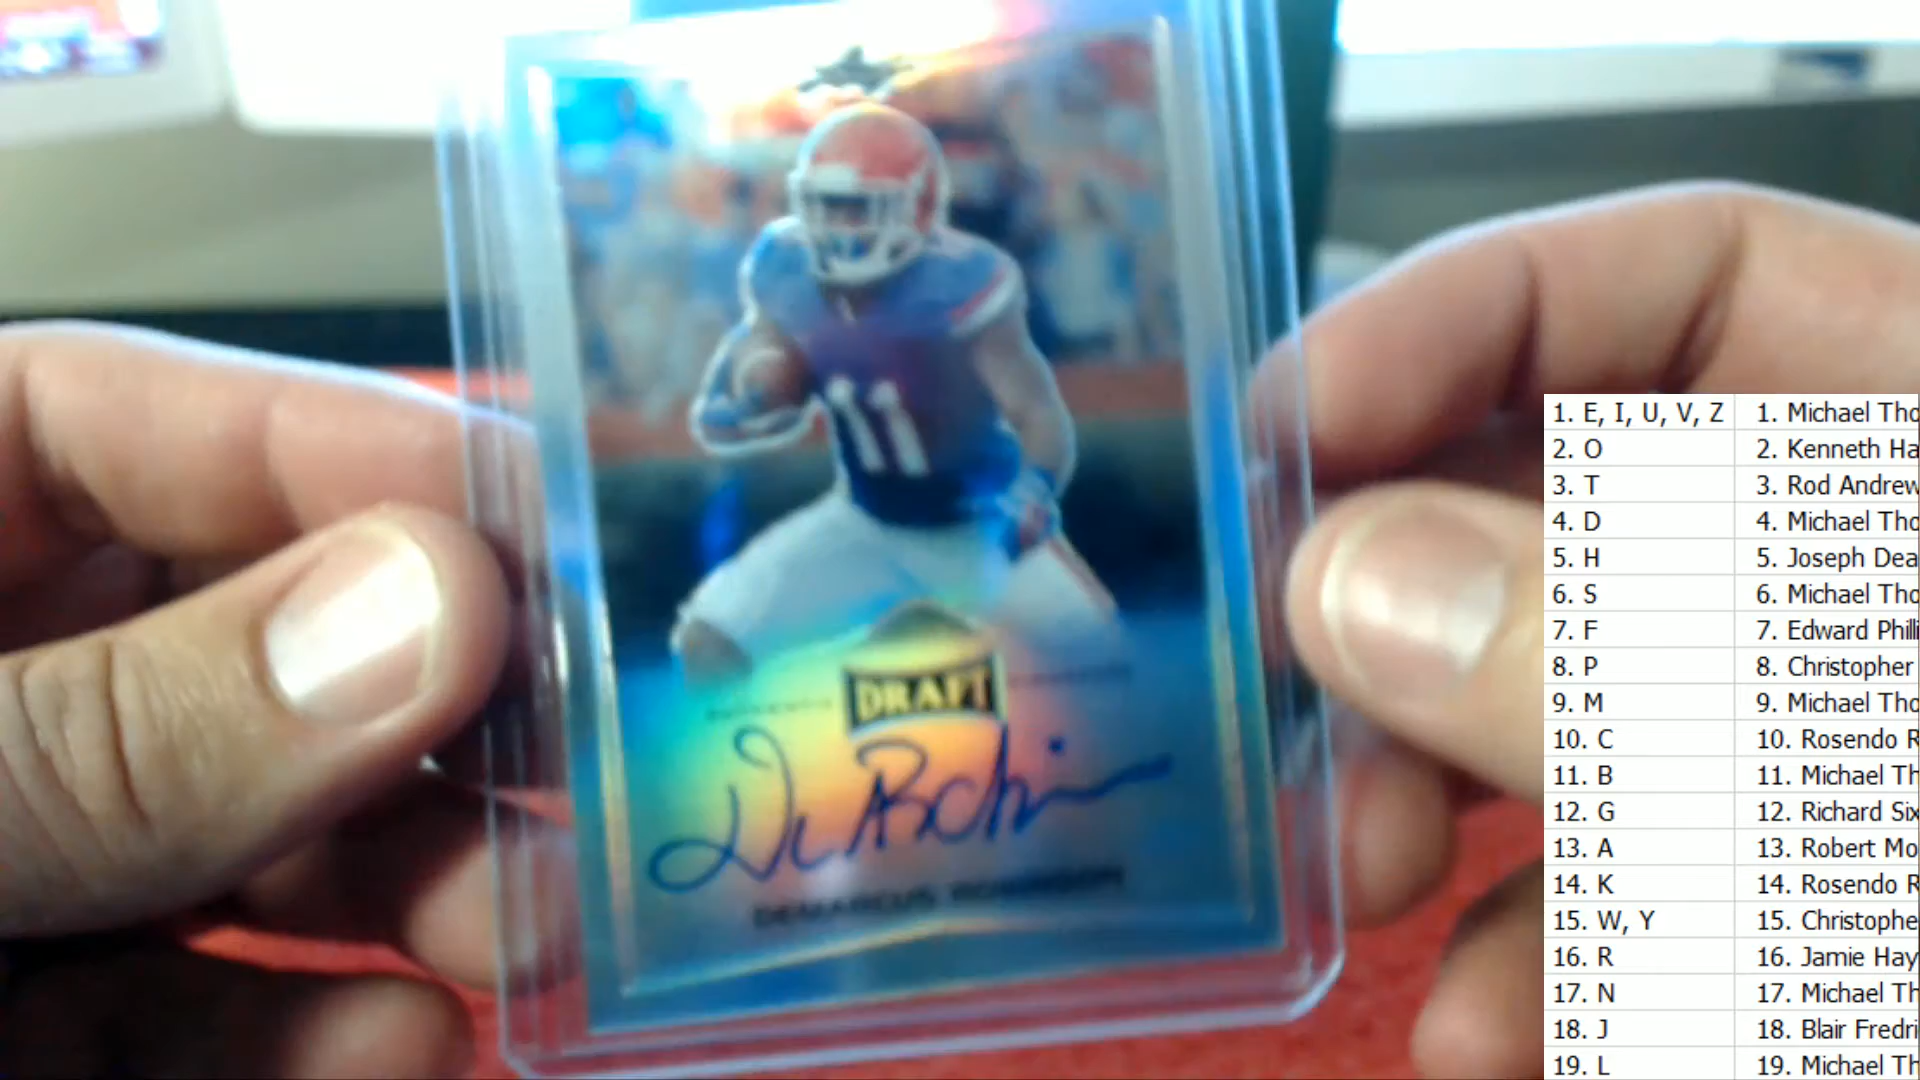 11
DRAFT
DEMARCUS ROBINSON
1. E, I, U, V, Z 1. Michael Tho
2. O 2. Kenneth Ha
3. T 3. Rod Andrew
4. D 4. Michael Tho
5. H 5. Joseph Dea
6. S 6. Michael Tho
7. F 7. Edward Philli
8. P 8. Christopher
9. M 9. Michael Tho
10. C 10. Rosendo R
11. B 11. Michael Th
12. G 12. Richard Six
13. A 13. Robert Mo
14. K 14. Rosendo R
15. W, Y 15. Christophe
16. R 16. Jamie Hay
17. N 17. Michael Th
18. J 18. Blair Fredri
19. L 19. Michael Th